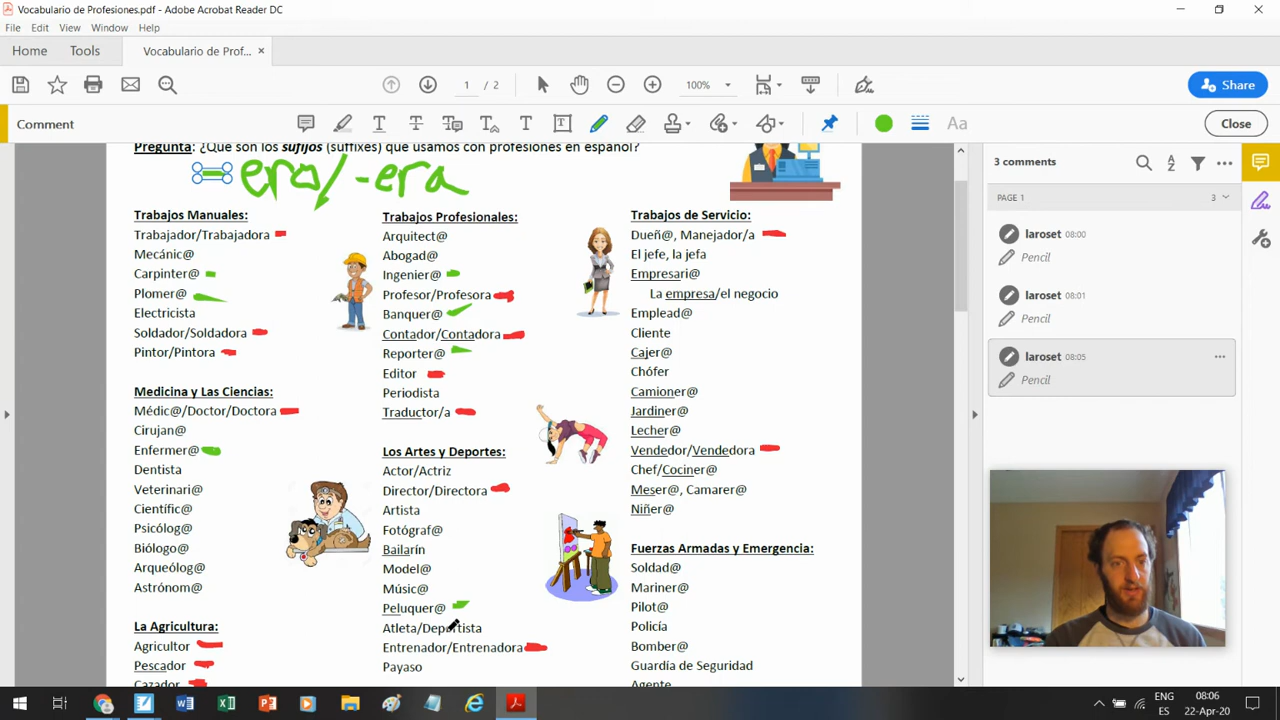 Vocabulario de Profesiones.pdf - Adobe Acrobat Reader DC
File Edit View Window Help
Home Tools Vocabulario de Prof... ×
1 / 2 100% Share
Comment Aa Close
Pregunta: ¿Que son los sufijos (suffixes) que usamos con profesiones en español?
-ero/-era
Trabajos Manuales:
Trabajador/Trabajadora
Mecánic@
Carpinter@
Plomer@
Electricista
Soldador/Soldadora
Pintor/Pintora
Medicina y Las Ciencias:
Médic@/Doctor/Doctora
Cirujan@
Enfermer@
Dentista
Veterinari@
Científic@
Psicólog@
Biólogo@
Arqueólog@
Astrónom@
La Agricultura:
Agricultor
Pescador
Cazador
Trabajos Profesionales:
Arquitect@
Abogad@
Ingenier@
Profesor/Profesora
Banquer@
Contador/Contadora
Reporter@
Editor
Periodista
Traductor/a
Los Artes y Deportes:
Actor/Actriz
Director/Directora
Artista
Fotógraf@
Bailarín
Model@
Músic@
Peluquer@
Atleta/Deportista
Entrenador/Entrenadora
Payaso
Trabajos de Servicio:
Dueñ@, Manejador/a
El jefe, la jefa
Empresari@
La empresa/el negocio
Emplead@
Cliente
Cajer@
Chófer
Camioner@
Jardiner@
Lecher@
Vendedor/Vendedora
Chef/Cociner@
Meser@, Camarer@
Niñer@
Fuerzas Armadas y Emergencia:
Soldad@
Mariner@
Pilot@
Policía
Bomber@
Guardía de Seguridad
Agente
3 comments
PAGE 1 3
laroset 08:00
Pencil
laroset 08:01
Pencil
laroset 08:05
Pencil
ENG
ES
08:06
22-Apr-20